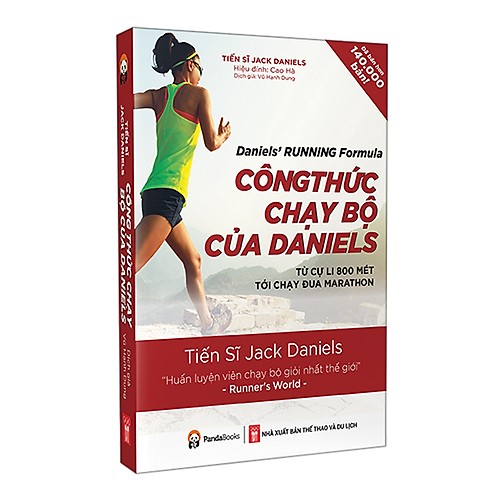 TIẾN SĨ JACK DANIELS
Hiệu đính: Cao Hà
Dịch giả: Vũ Hạnh Dung
Đã bán hơn
140.000
bản!
Daniels' RUNNING Formula
CÔNG THỨC
CHẠY BỘ
CỦA DANIELS
TỪ CỰ LI 800 MÉT
TỚI CHẠY ĐUA MARATHON
Tiến Sĩ Jack Daniels
"Huấn luyện viên chạy bộ giỏi nhất thế giới"
- Runner's World -
PandaBooks
NHÀ XUẤT BẢN THỂ THAO VÀ DU LỊCH
TIẾN SĨ
JACK DANIELS
CÔNG THỨC CHẠY
BỘ CỦA DANIELS
Dịch giả
Vũ Hạnh Dung